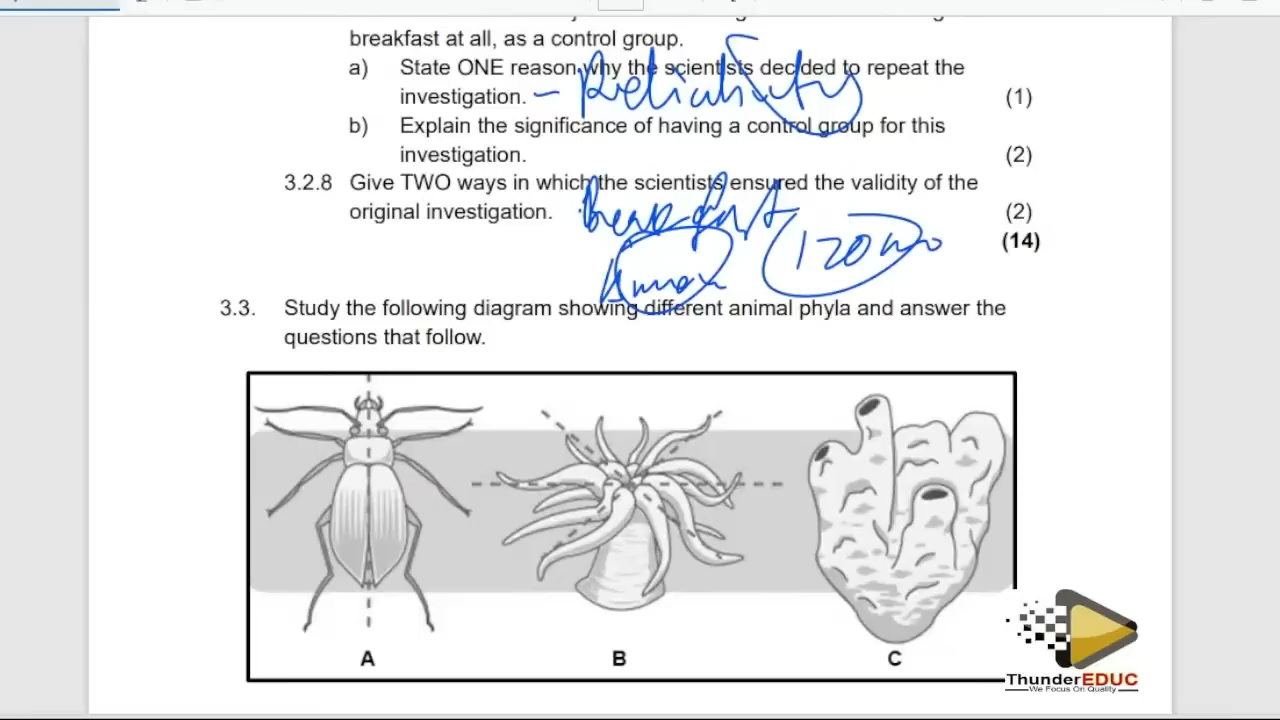 breakfast at all, as a control group.
a) State ONE reason why the scientists decided to repeat the
investigation. – Reliability (1)
b) Explain the significance of having a control group for this
investigation. (2)
3.2.8 Give TWO ways in which the scientists ensured the validity of the
original investigation. (2)
Breakfast
120
(14)
3.3. Study the following diagram showing different animal phyla and answer the
questions that follow.
A B C
ThunderEDUC
We Focus On Quality